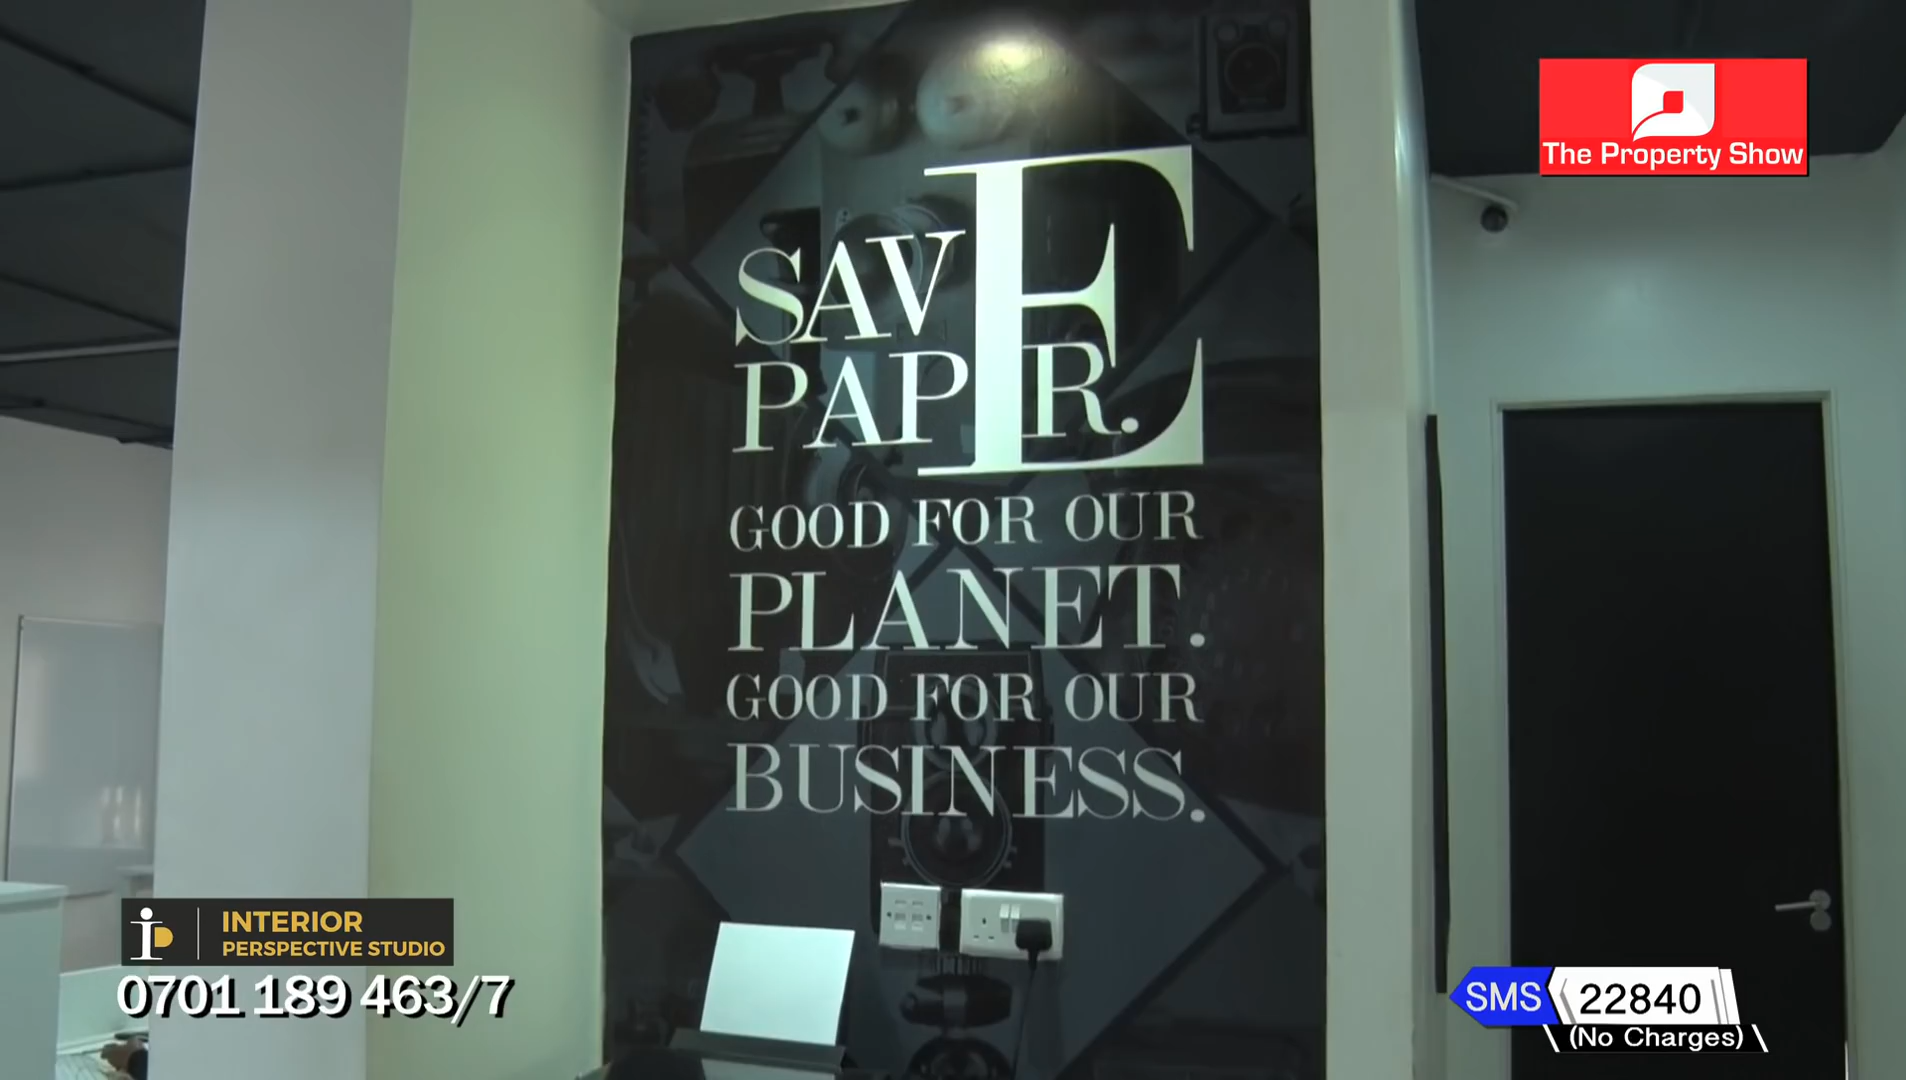 The Property Show
SAVE
PAPER.
GOOD FOR OUR
PLANET.
GOOD FOR OUR
BUSINESS.
INTERIOR
PERSPECTIVE STUDIO
0701 189 463/7
SMS 22840
(No Charges)